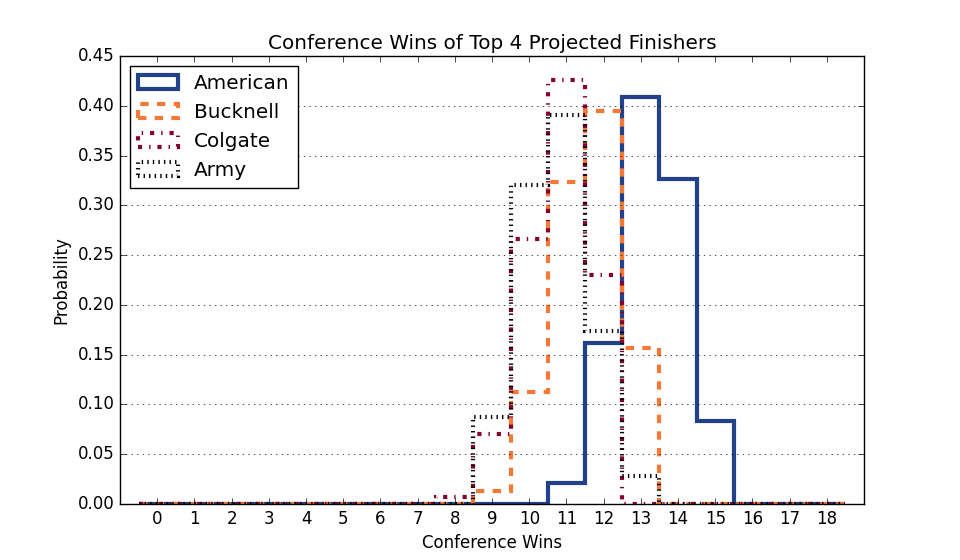 Conference Wins of Top 4 Projected Finishers
American
Bucknell
Colgate
Army
Probability
0.45
0.40
0.35
0.30
0.25
0.20
0.15
0.10
0.05
0.00
0 1 2 3 4 5 6 7 8 9 10 11 12 13 14 15 16 17 18
Conference Wins